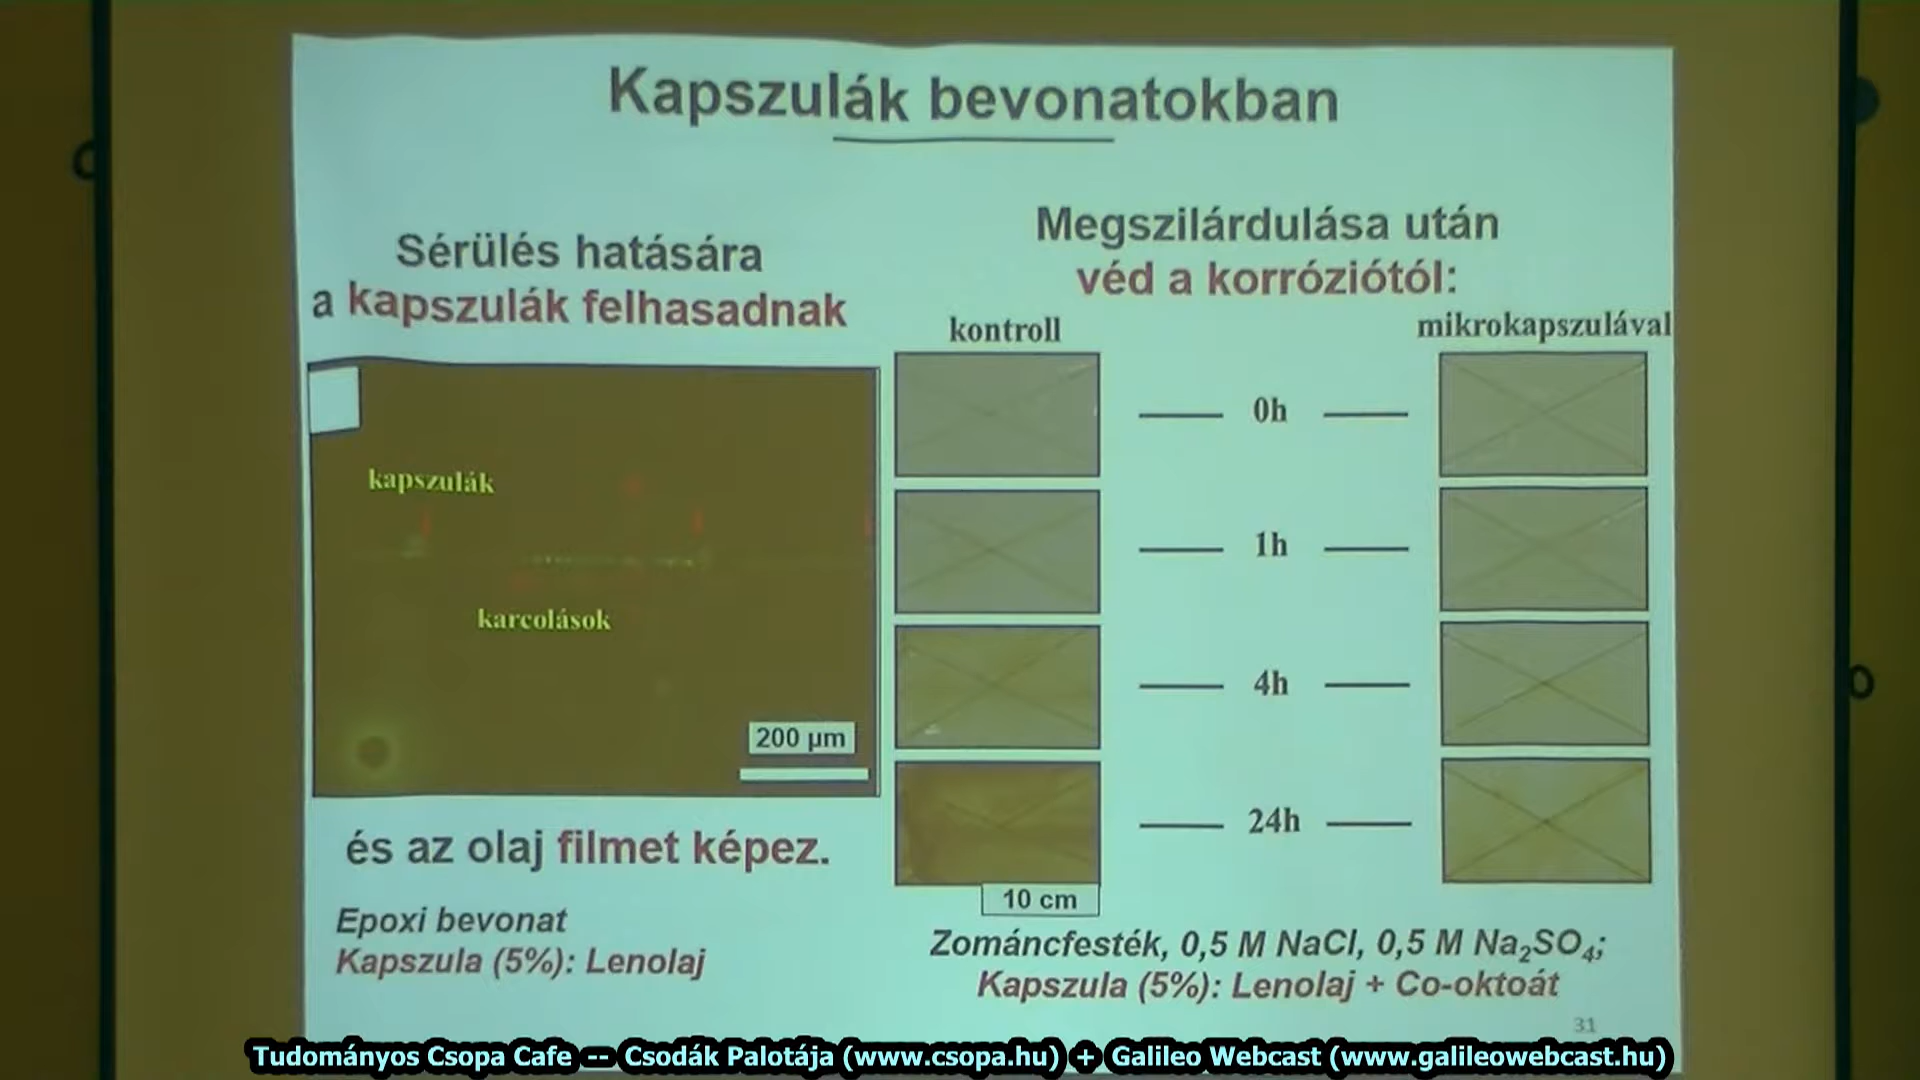 Kapszulák bevonatokban
Sérülés hatására
a kapszulák felhasadnak
kapszulák
karcolások
200 µm
és az olaj filmet képez.
Epoxi bevonat
Kapszula (5%): Lenolaj
Megszilárdulása után
véd a korróziótól:
kontroll
mikrokapszulával
0h
1h
4h
24h
10 cm
Zománcfesték, 0,5 M NaCl, 0,5 M Na₂SO₄;
Kapszula (5%): Lenolaj + Co-oktoát
31
Tudományos Csopa Cafe -- Csodák Palotája (www.csopa.hu) + Galileo Webcast (www.galileowebcast.hu)